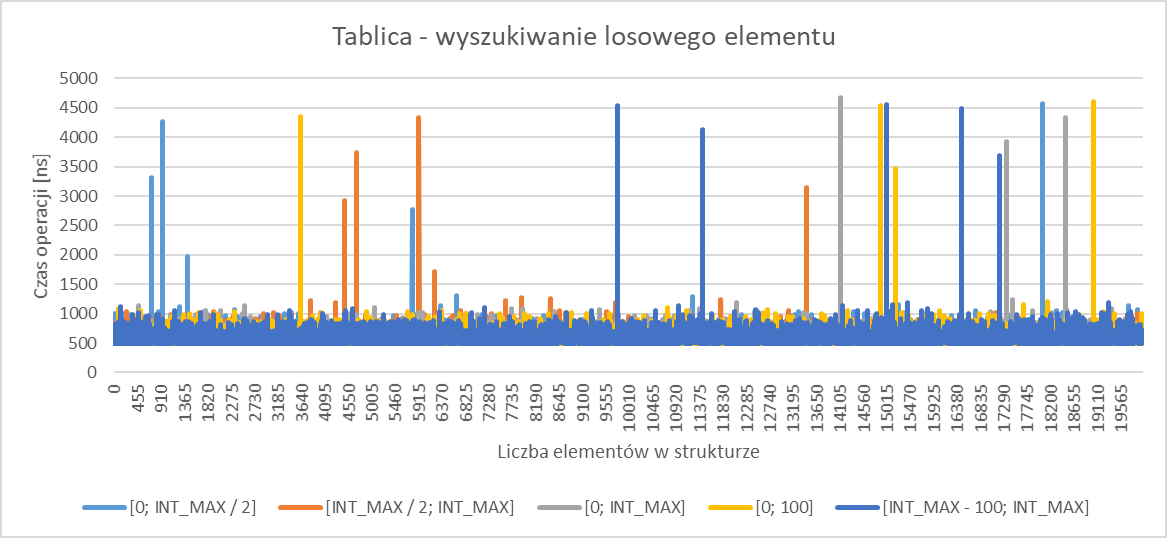 Tablica - wyszukiwanie losowego elementu
Czas operacji [ns]
5000
4500
4000
3500
3000
2500
2000
1500
1000
500
0
0 455 910 1365 1820 2275 2730 3185 3640 4095 4550 5005 5460 5915 6370 6825 7280 7735 8190 8645 9100 9555 10010 10465 10920 11375 11830 12285 12740 13195 13650 14105 14560 15015 15470 15925 16380 16835 17290 17745 18200 18655 19110 19565
Liczba elementów w strukturze
[0; INT_MAX / 2] [INT_MAX / 2; INT_MAX] [0; INT_MAX] [0; 100] [INT_MAX - 100; INT_MAX]